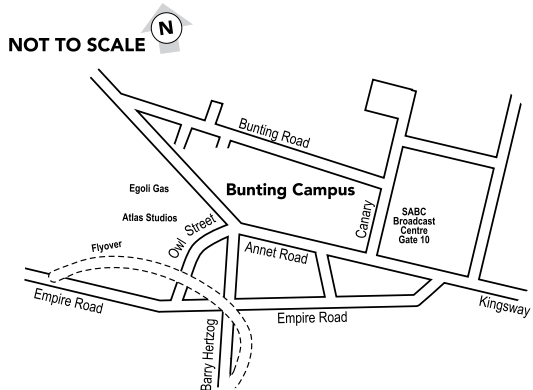 N
NOT TO SCALE
Bunting Road
Egoli Gas
Bunting Campus
Atlas Studios
Owl Street
Canary
SABC
Broadcast
Centre
Gate 10
Flyover
Annet Road
Empire Road
Kingsway
Empire Road
Barry Hertzog